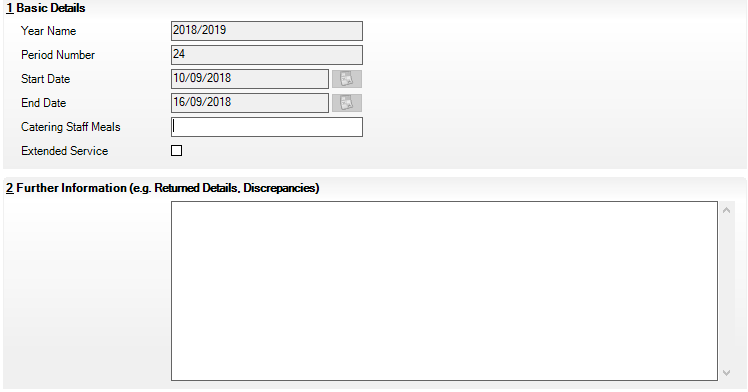 1 Basic Details
Year Name 2018/2019
Period Number 24
Start Date 10/09/2018
End Date 16/09/2018
Catering Staff Meals
Extended Service
2 Further Information (e.g. Returned Details, Discrepancies)